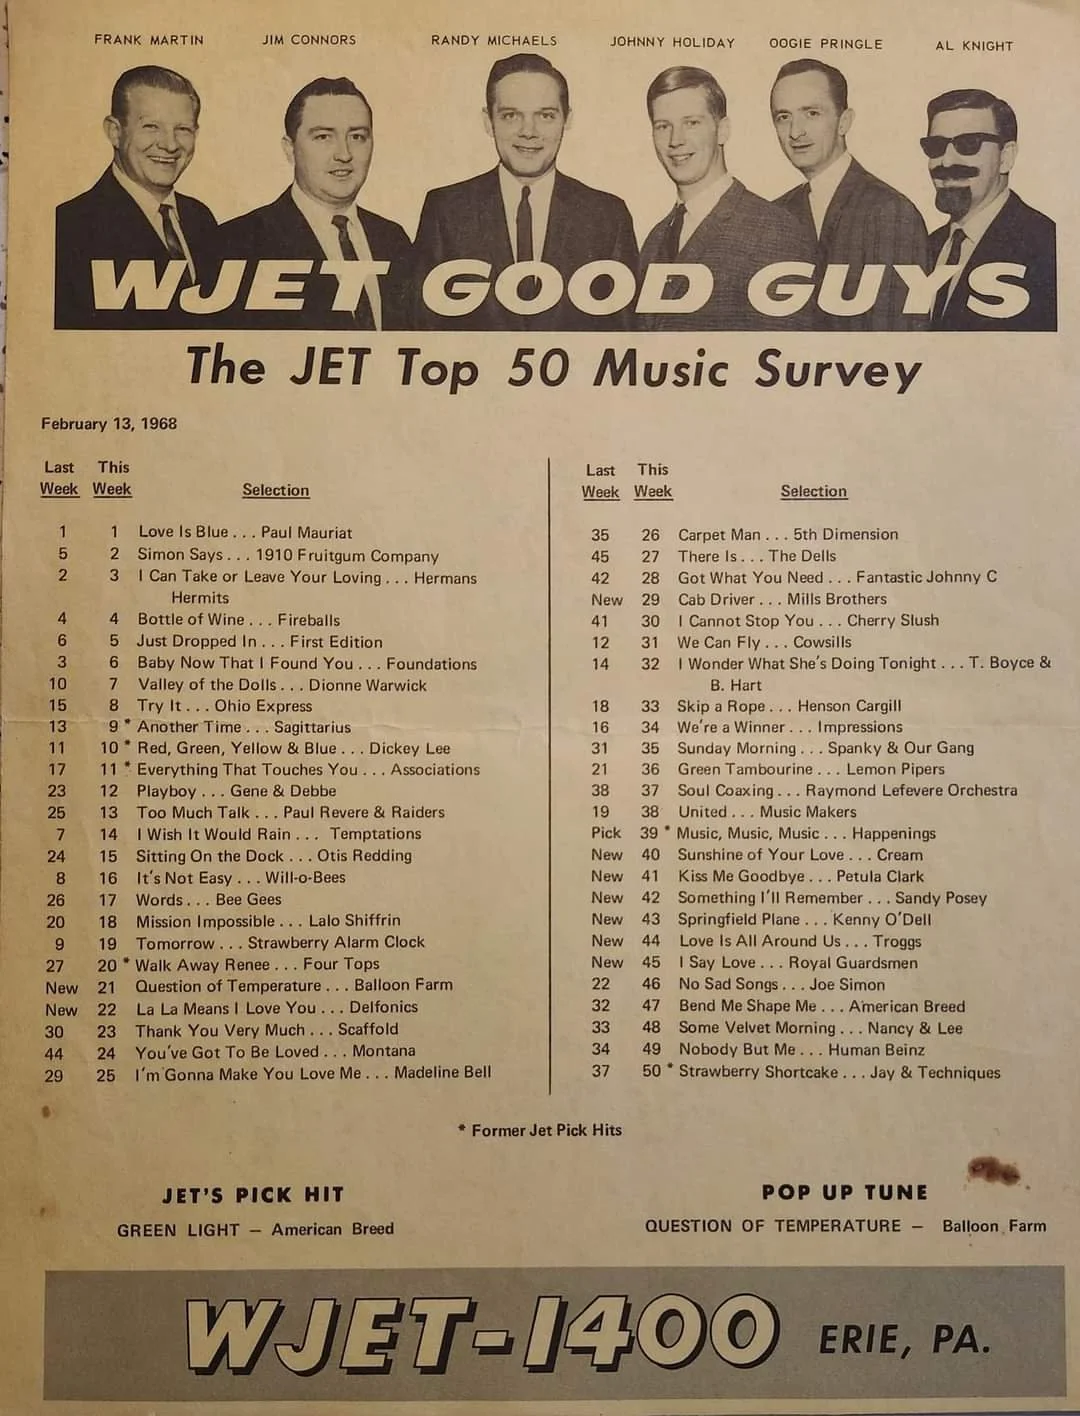 FRANK MARTIN JIM CONNORS RANDY MICHAELS JOHNNY HOLIDAY OOGIE PRINGLE AL KNIGHT
WJET GOOD GUYS
The JET Top 50 Music Survey
February 13, 1968
Last This
Week Week Selection
1 1 Love Is Blue . . . Paul Mauriat
5 2 Simon Says . . . 1910 Fruitgum Company
2 3 I Can Take or Leave Your Loving . . . Hermans
Hermits
4 4 Bottle of Wine . . . Fireballs
6 5 Just Dropped In . . . First Edition
3 6 Baby Now That I Found You . . . Foundations
10 7 Valley of the Dolls . . . Dionne Warwick
15 8 Try It . . . Ohio Express
13 9 * Another Time . . . Sagittarius
11 10 * Red, Green, Yellow & Blue . . . Dickey Lee
17 11 * Everything That Touches You . . . Associations
23 12 Playboy . . . Gene & Debbe
25 13 Too Much Talk . . . Paul Revere & Raiders
7 14 I Wish It Would Rain . . . Temptations
24 15 Sitting On the Dock . . . Otis Redding
8 16 It's Not Easy . . . Will-o-Bees
26 17 Words . . . Bee Gees
20 18 Mission Impossible . . . Lalo Shiffrin
9 19 Tomorrow . . . Strawberry Alarm Clock
27 20 * Walk Away Renee . . . Four Tops
New 21 Question of Temperature . . . Balloon Farm
New 22 La La Means I Love You . . . Delfonics
30 23 Thank You Very Much . . . Scaffold
44 24 You've Got To Be Loved . . . Montana
29 25 I'm Gonna Make You Love Me . . . Madeline Bell
Last This
Week Week Selection
35 26 Carpet Man . . . 5th Dimension
45 27 There Is . . . The Dells
42 28 Got What You Need . . . Fantastic Johnny C
New 29 Cab Driver . . . Mills Brothers
41 30 I Cannot Stop You . . . Cherry Slush
12 31 We Can Fly . . . Cowsills
14 32 I Wonder What She's Doing Tonight . . . T. Boyce &
B. Hart
18 33 Skip a Rope . . . Henson Cargill
16 34 We're a Winner . . . Impressions
31 35 Sunday Morning . . . Spanky & Our Gang
21 36 Green Tambourine . . . Lemon Pipers
38 37 Soul Coaxing . . . Raymond Lefevere Orchestra
19 38 United . . . Music Makers
Pick 39 * Music, Music, Music . . . Happenings
New 40 Sunshine of Your Love . . . Cream
New 41 Kiss Me Goodbye . . . Petula Clark
New 42 Something I'll Remember . . . Sandy Posey
New 43 Springfield Plane . . . Kenny O'Dell
New 44 Love Is All Around Us . . . Troggs
New 45 I Say Love . . . Royal Guardsmen
22 46 No Sad Songs . . . Joe Simon
32 47 Bend Me Shape Me . . . American Breed
33 48 Some Velvet Morning . . . Nancy & Lee
34 49 Nobody But Me . . . Human Beinz
37 50 * Strawberry Shortcake . . . Jay & Techniques
* Former Jet Pick Hits
JET'S PICK HIT
GREEN LIGHT – American Breed
POP UP TUNE
QUESTION OF TEMPERATURE – Balloon Farm
WJET-1400 ERIE, PA.